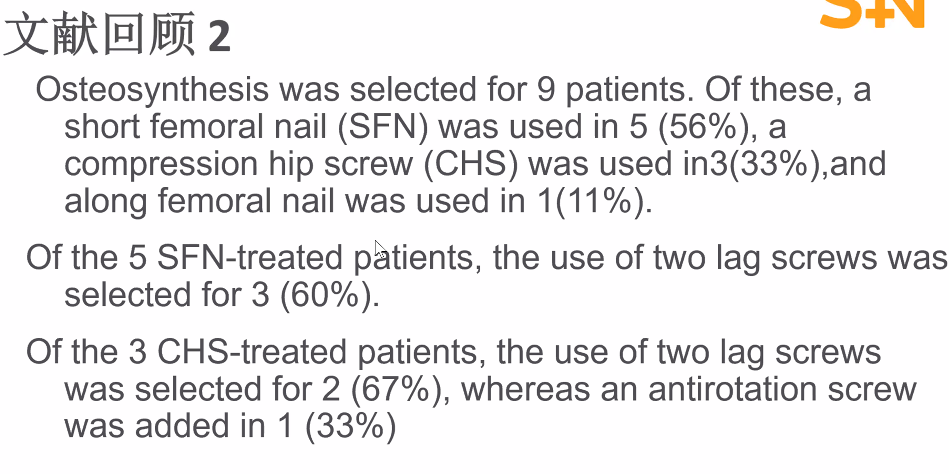 文献回顾 2
S+N
Osteosynthesis was selected for 9 patients. Of these, a
short femoral nail (SFN) was used in 5 (56%), a
compression hip screw (CHS) was used in3(33%),and
along femoral nail was used in 1(11%).
Of the 5 SFN-treated patients, the use of two lag screws was
selected for 3 (60%).
Of the 3 CHS-treated patients, the use of two lag screws
was selected for 2 (67%), whereas an antirotation screw
was added in 1 (33%)